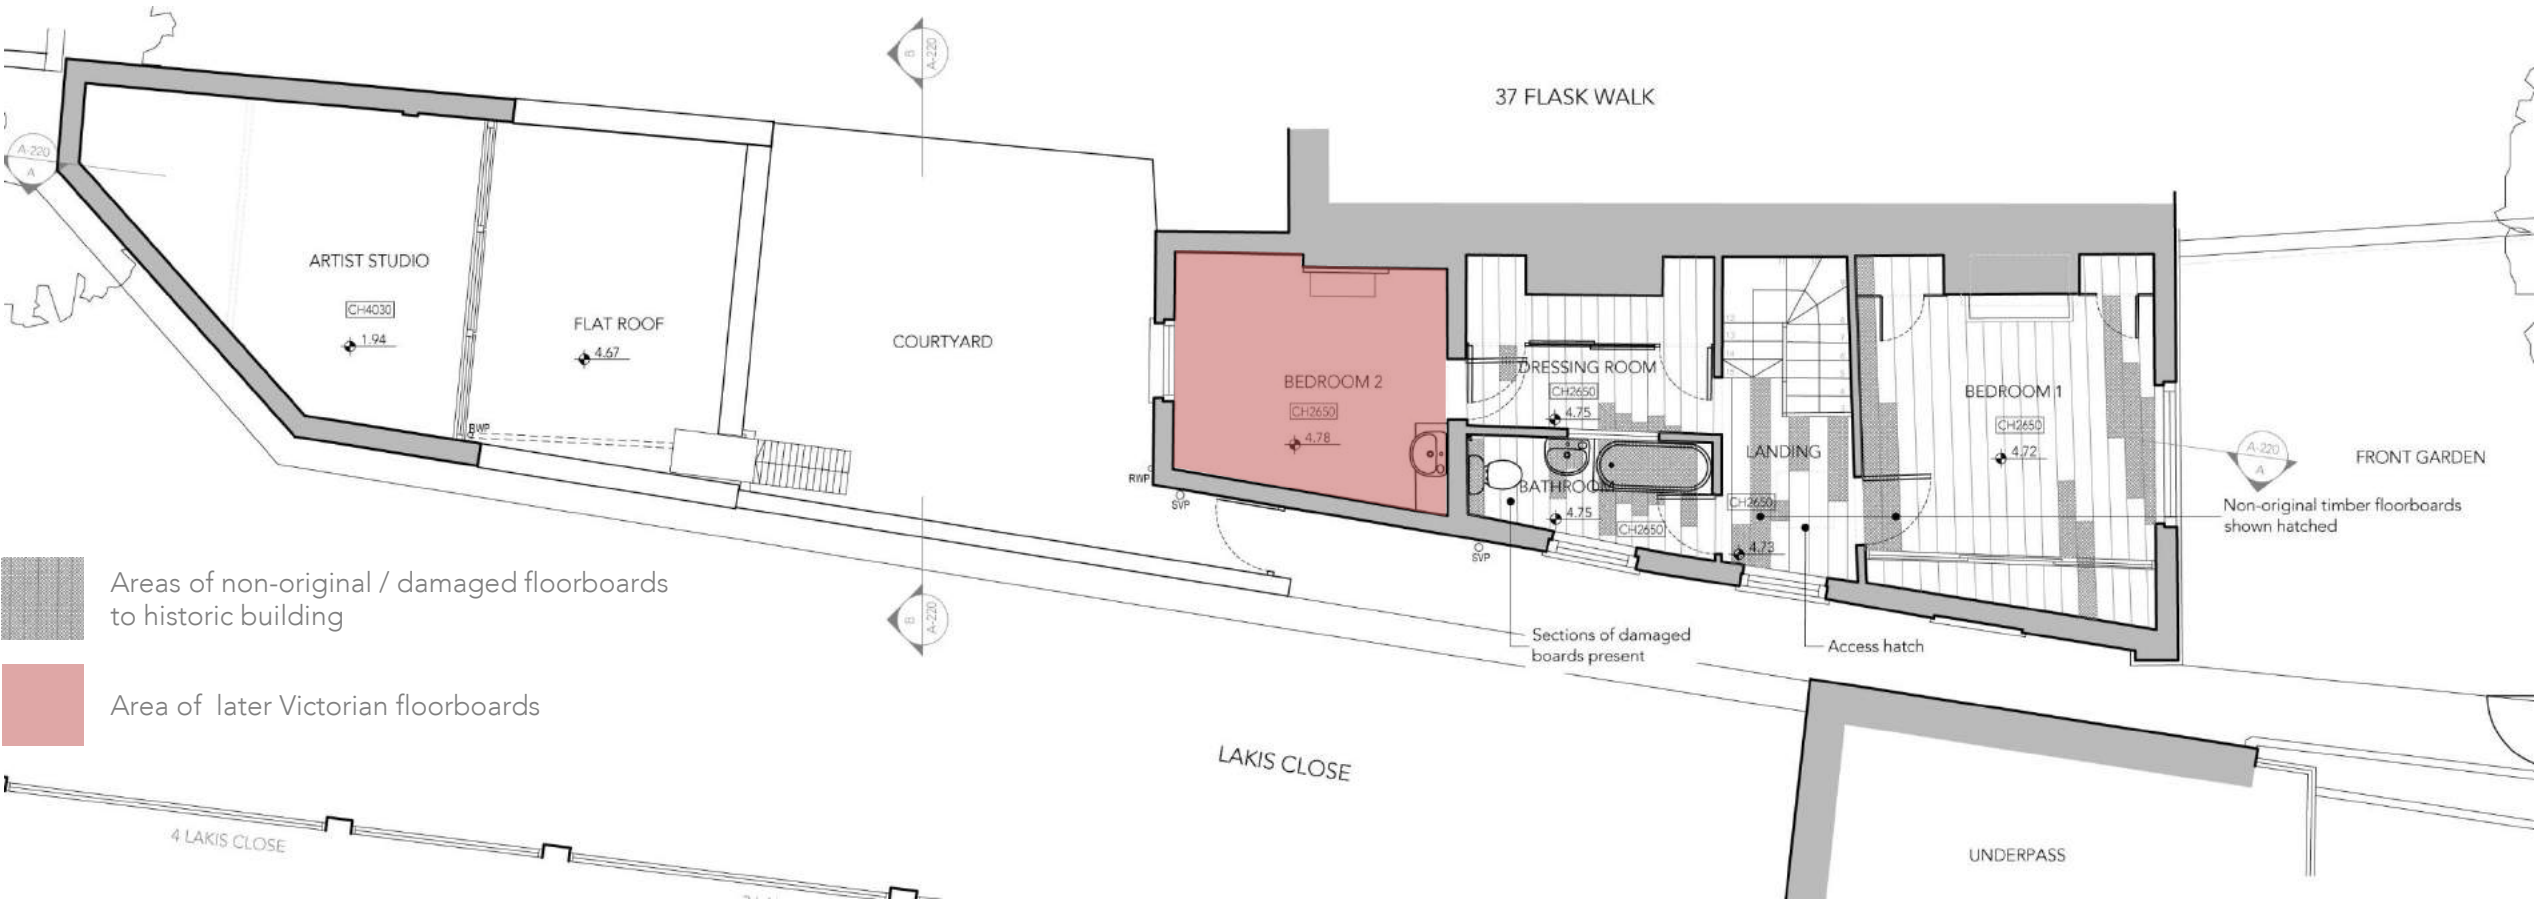 B
A-220
37 FLASK WALK
A-220
A
ARTIST STUDIO
CH4030
1.94
FLAT ROOF
4.67
COURTYARD
BEDROOM 2
CH2650
4.78
DRESSING ROOM
CH2650
4.75
BEDROOM 1
CH2650
4.72
LANDING
CH2650
4.73
BATHROOM
4.75
CH2650
RWP
RWP
SVP
SVP
A-220
A
FRONT GARDEN
Non-original timber floorboards
shown hatched
Areas of non-original / damaged floorboards
to historic building
B
A-220
Sections of damaged
boards present
Access hatch
Area of later Victorian floorboards
LAKIS CLOSE
4 LAKIS CLOSE
UNDERPASS